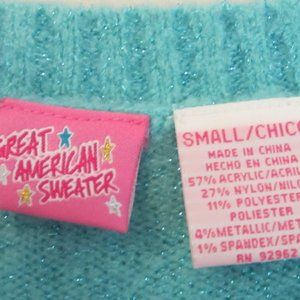 GREAT
AMERICAN
SWEATER
SMALL/CHICO
MADE IN CHINA
HECHO EN CHINA
57% ACRYLIC/ACRIL
27% NYLON/NIL
11% POLYESTER
POLIESTER
4% METALLIC/MET
1% SPANDEX/SPA
RN 92962